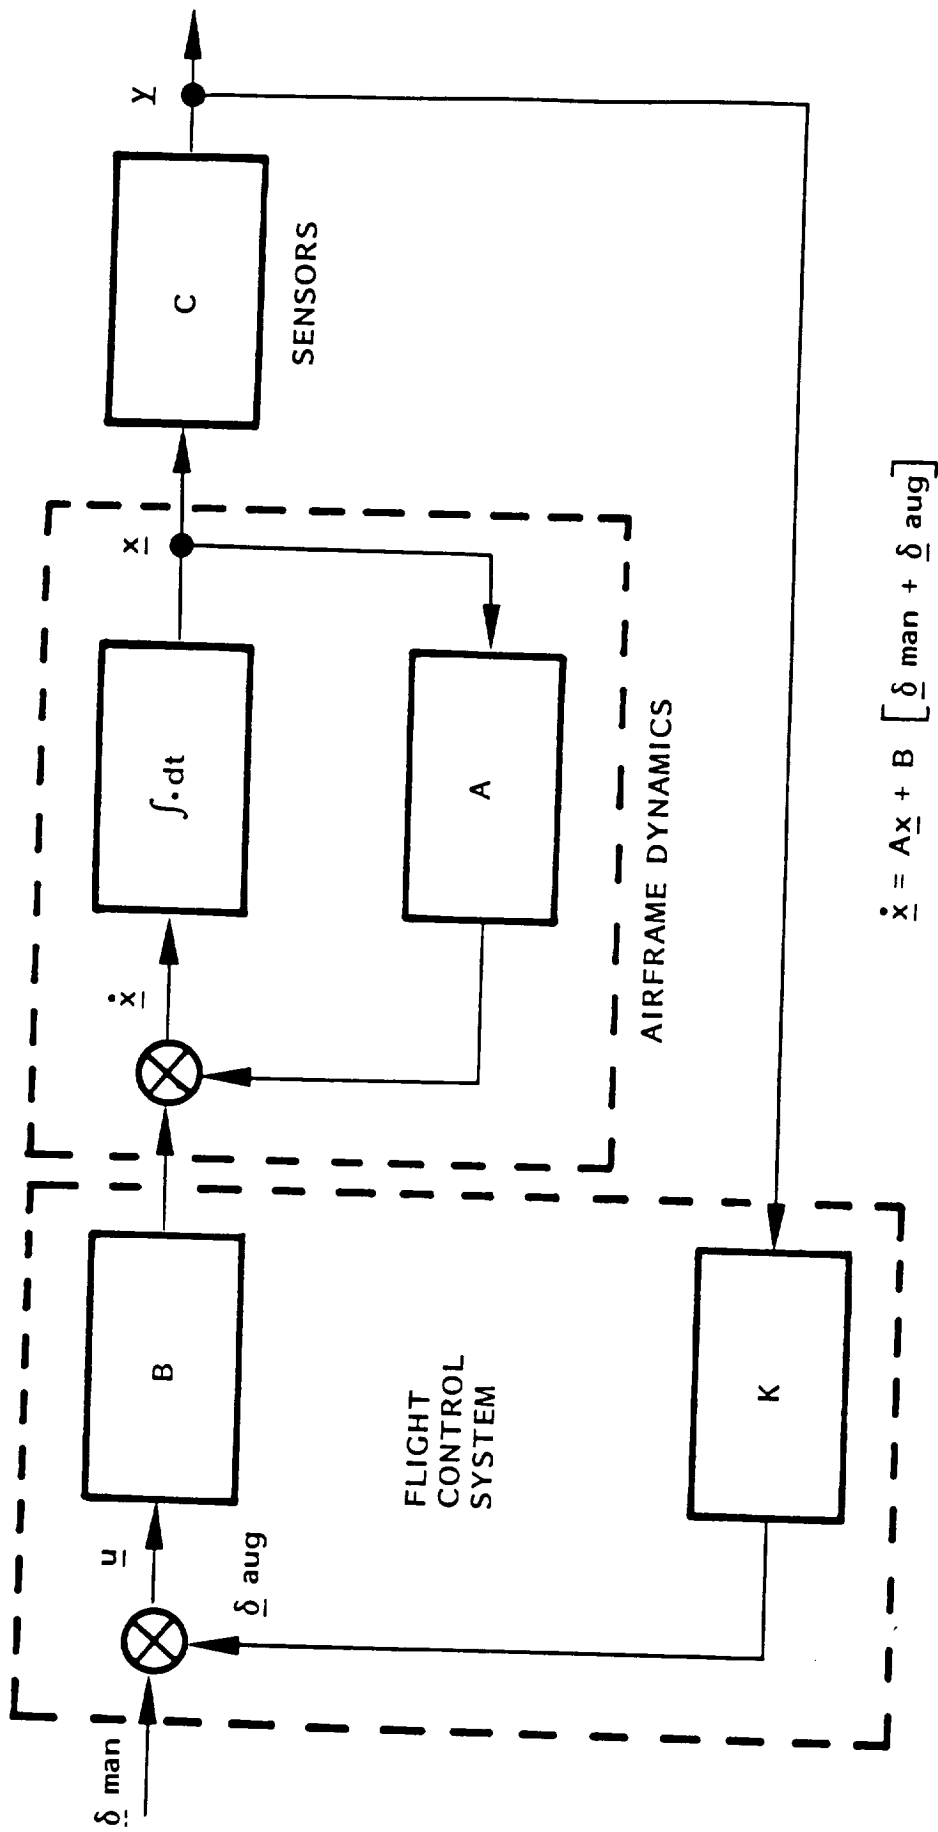 δ man
u
δ aug
B
ẋ
∫•dt
x
A
C
y
SENSORS
AIRFRAME DYNAMICS
FLIGHT
CONTROL
SYSTEM
K
ẋ = Ax + B [δ man + δ aug]